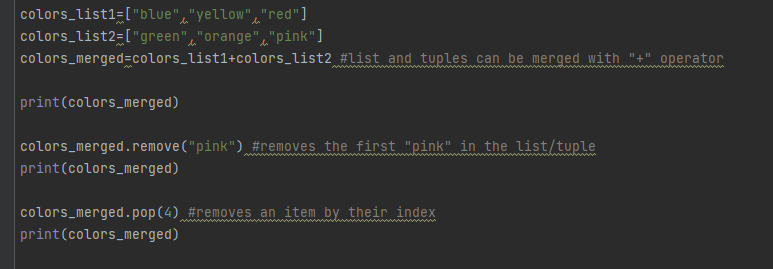 colors_list1=["blue","yellow","red"]
colors_list2=["green","orange","pink"]
colors_merged=colors_list1+colors_list2 #list and tuples can be merged with "+" operator
print(colors_merged)
colors_merged.remove("pink") #removes the first "pink" in the list/tuple
print(colors_merged)
colors_merged.pop(4) #removes an item by their index
print(colors_merged)